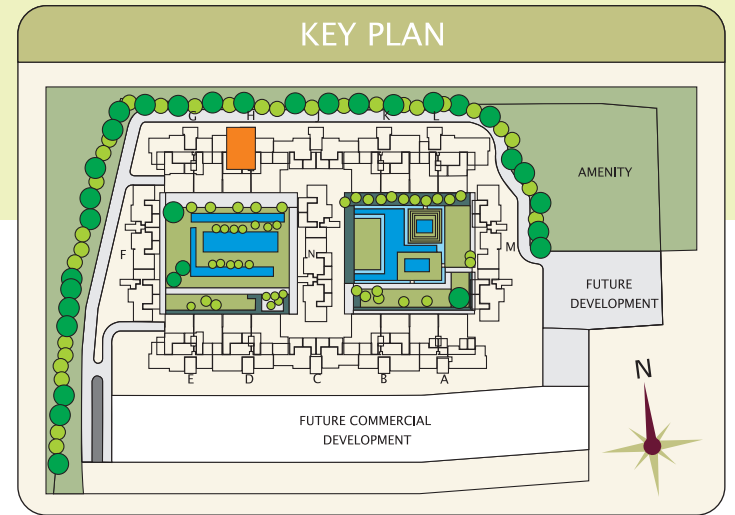 KEY PLAN
G H I K L
AMENITY
F N M
FUTURE
DEVELOPMENT
E D C B A
FUTURE COMMERCIAL
DEVELOPMENT
N